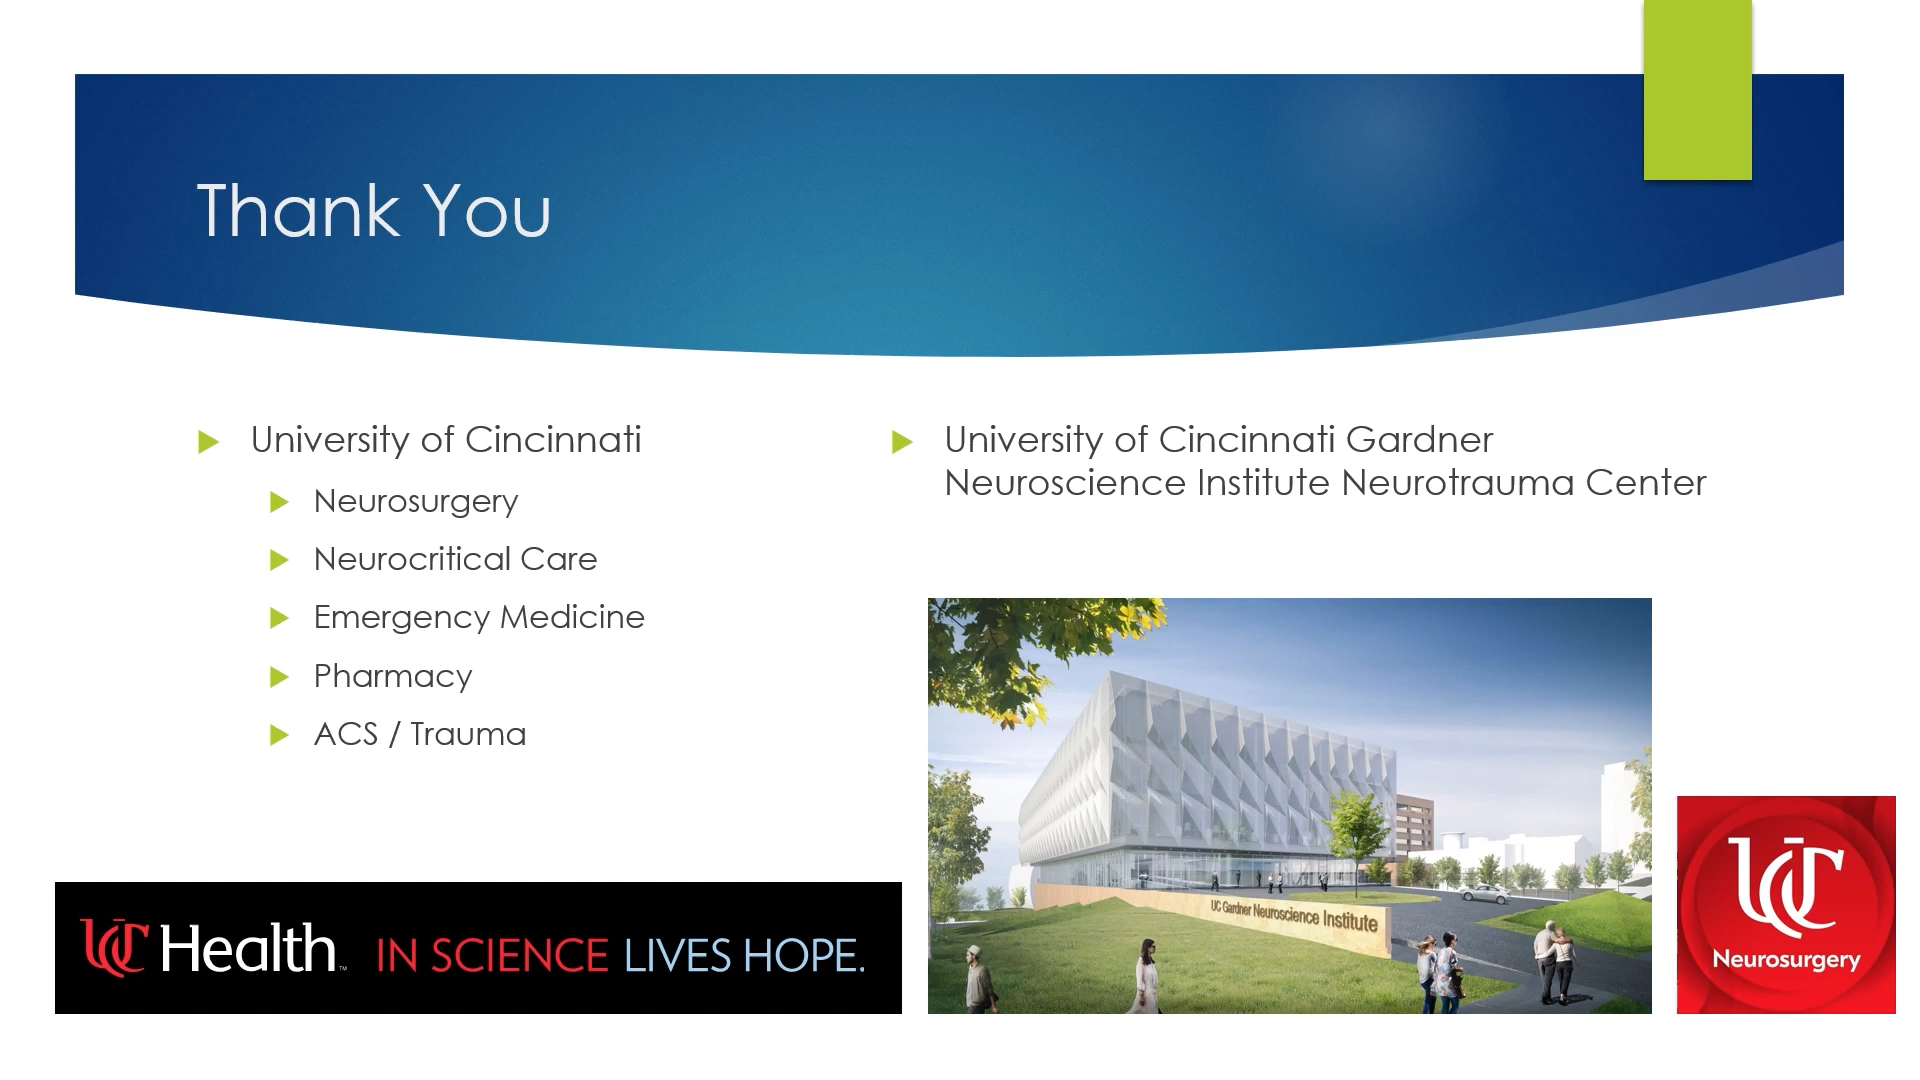 Thank You
University of Cincinnati
Neurosurgery
Neurocritical Care
Emergency Medicine
Pharmacy
ACS / Trauma
University of Cincinnati Gardner
Neuroscience Institute Neurotrauma Center
UC Gardner Neuroscience Institute
UC Health™ IN SCIENCE LIVES HOPE.
UC
Neurosurgery